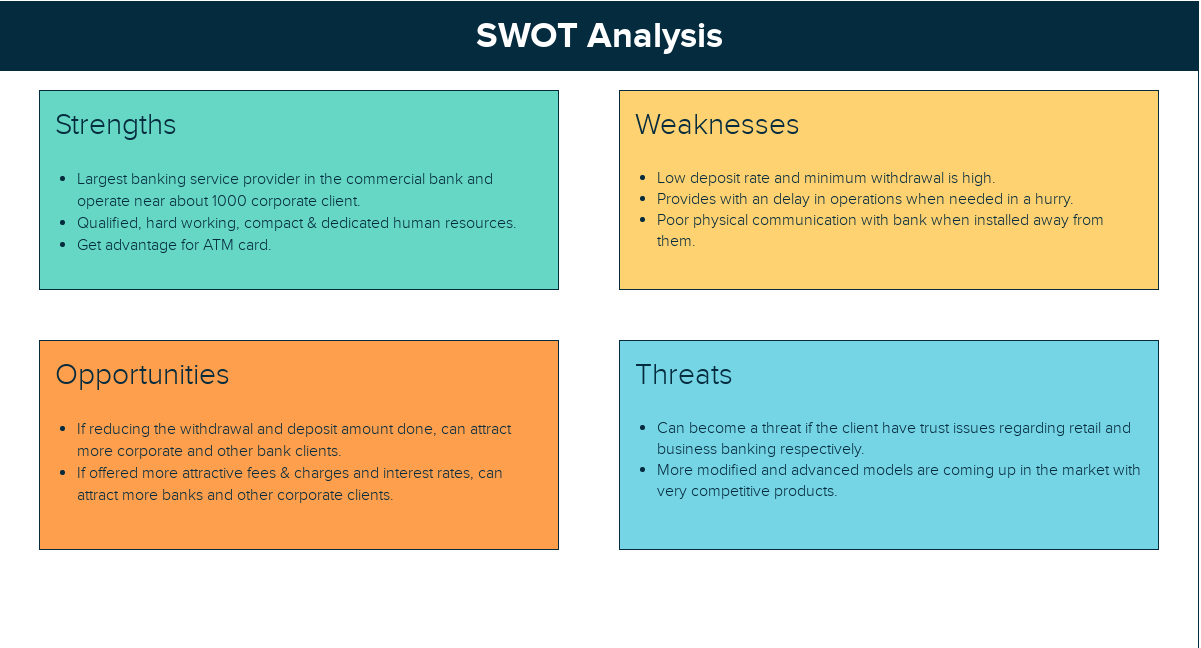 SWOT Analysis
Strengths
• Largest banking service provider in the commercial bank and
operate near about 1000 corporate client.
• Qualified, hard working, compact & dedicated human resources.
• Get advantage for ATM card.
Weaknesses
• Low deposit rate and minimum withdrawal is high.
• Provides with an delay in operations when needed in a hurry.
• Poor physical communication with bank when installed away from
them.
Opportunities
• If reducing the withdrawal and deposit amount done, can attract
more corporate and other bank clients.
• If offered more attractive fees & charges and interest rates, can
attract more banks and other corporate clients.
Threats
• Can become a threat if the client have trust issues regarding retail and
business banking respectively.
• More modified and advanced models are coming up in the market with
very competitive products.